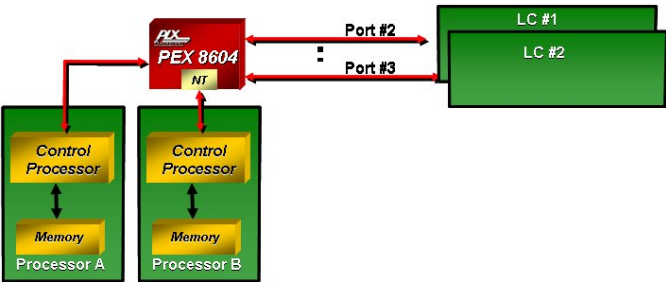 PLX
PEX 8604
NT
Port #2
Port #3
LC #1
LC #2
Control
Processor
Memory
Processor A
Control
Processor
Memory
Processor B